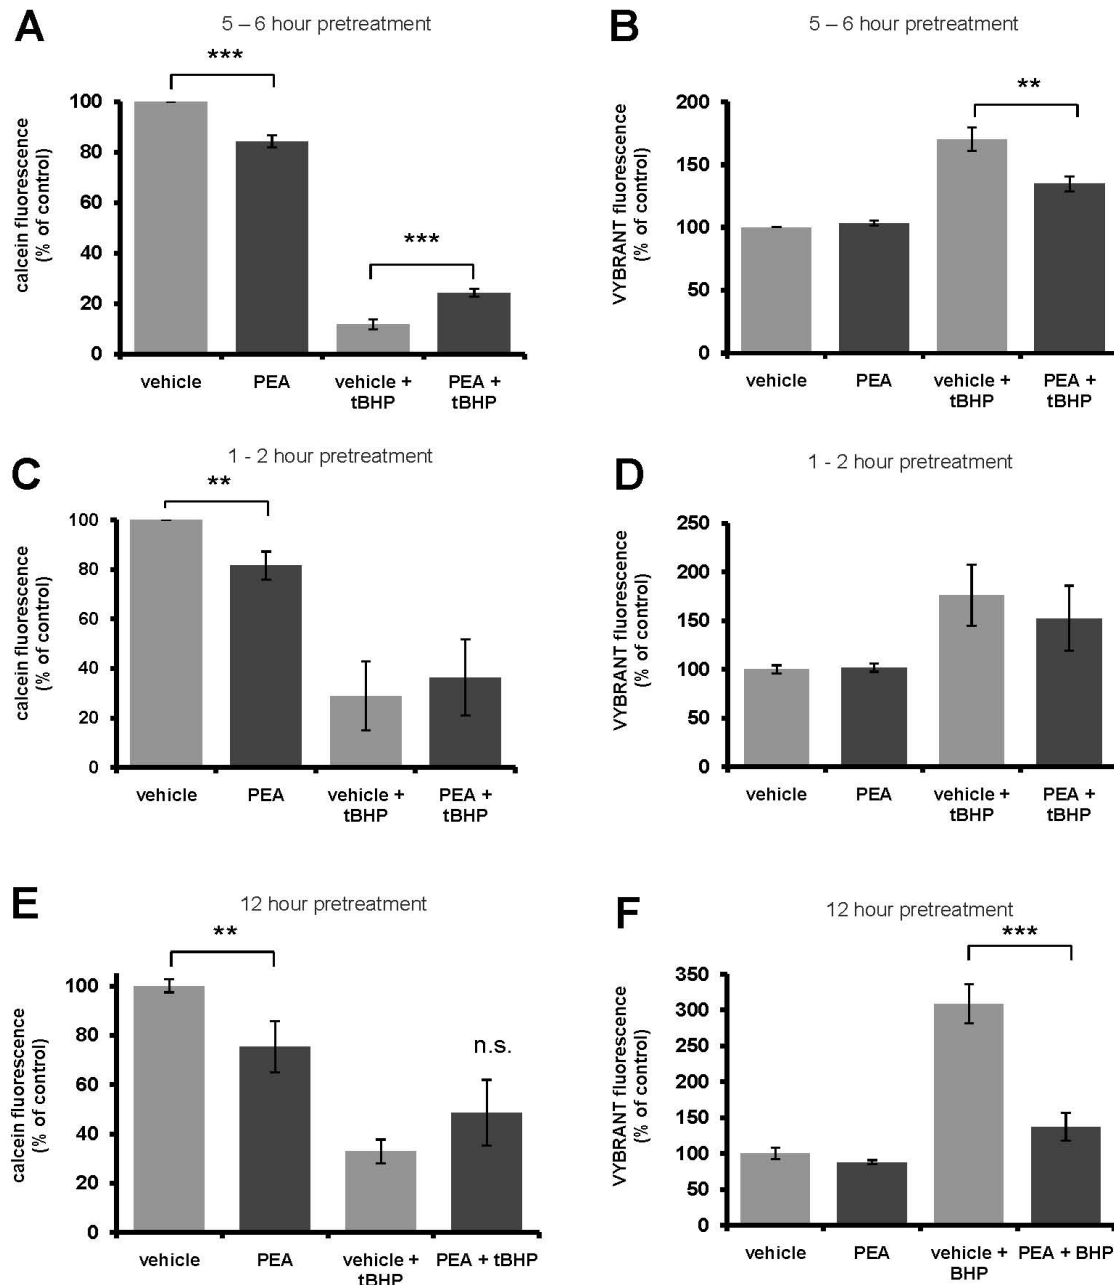 A
5 – 6 hour pretreatment
***
***
calcein fluorescence
(% of control)
100
80
60
40
20
0
vehicle
PEA
vehicle +
tBHP
PEA +
tBHP
B
5 – 6 hour pretreatment
**
VYBRANT fluorescence
(% of control)
200
150
100
50
0
vehicle
PEA
vehicle +
tBHP
PEA +
tBHP
C
1 - 2 hour pretreatment
**
calcein fluorescence
(% of control)
100
80
60
40
20
0
vehicle
PEA
vehicle +
tBHP
PEA +
tBHP
D
1 - 2 hour pretreatment
VYBRANT fluorescence
(% of control)
250
200
150
100
50
0
vehicle
PEA
vehicle +
tBHP
PEA +
tBHP
E
12 hour pretreatment
**
n.s.
calcein fluorescence
(% of control)
100
80
60
40
20
0
vehicle
PEA
vehicle +
tBHP
PEA + tBHP
F
12 hour pretreatment
***
VYBRANT fluorescence
(% of control)
350
300
250
200
150
100
50
0
vehicle
PEA
vehicle +
BHP
PEA + BHP